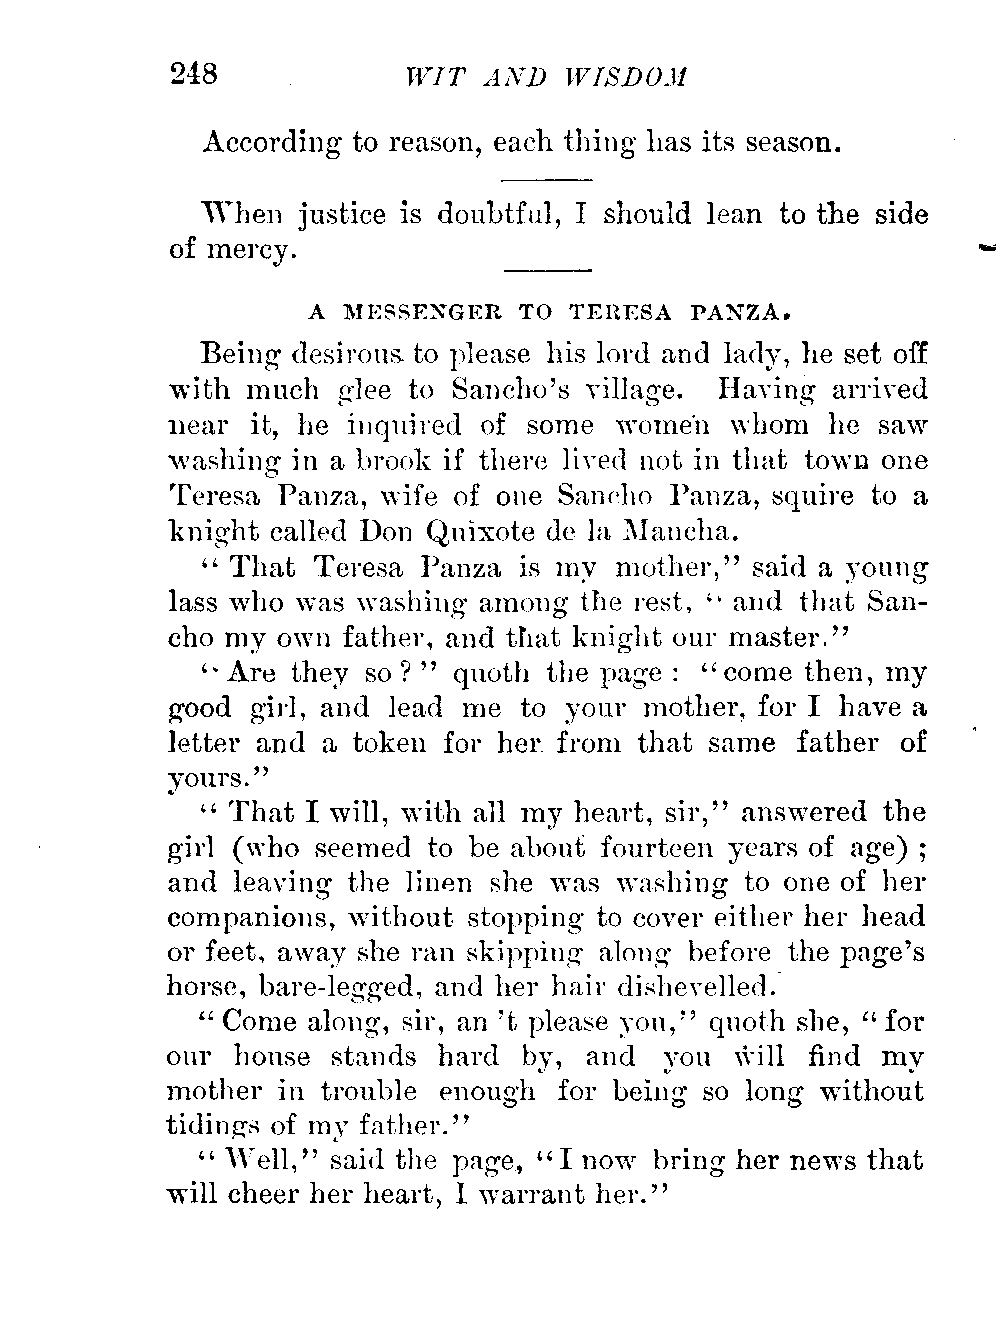 248 WIT AND WISDOM
According to reason, each thing has its season.
When justice is doubtful, I should lean to the side
of mercy.
A MESSENGER TO TERESA PANZA.
Being desirous to please his lord and lady, he set off
with much glee to Sancho's village. Having arrived
near it, he inquired of some women whom he saw
washing in a brook if there lived not in that town one
Teresa Panza, wife of one Sancho Panza, squire to a
knight called Don Quixote de la Mancha.
"That Teresa Panza is my mother," said a young
lass who was washing among the rest, "and that San-
cho my own father, and that knight our master."
"Are they so?" quoth the page: "come then, my
good girl, and lead me to your mother, for I have a
letter and a token for her from that same father of
yours."
"That I will, with all my heart, sir," answered the
girl (who seemed to be about fourteen years of age);
and leaving the linen she was washing to one of her
companions, without stopping to cover either her head
or feet, away she ran skipping along before the page's
horse, bare-legged, and her hair dishevelled.
"Come along, sir, an 't please you," quoth she, "for
our house stands hard by, and you will find my
mother in trouble enough for being so long without
tidings of my father."
"Well," said the page, "I now bring her news that
will cheer her heart, I warrant her."